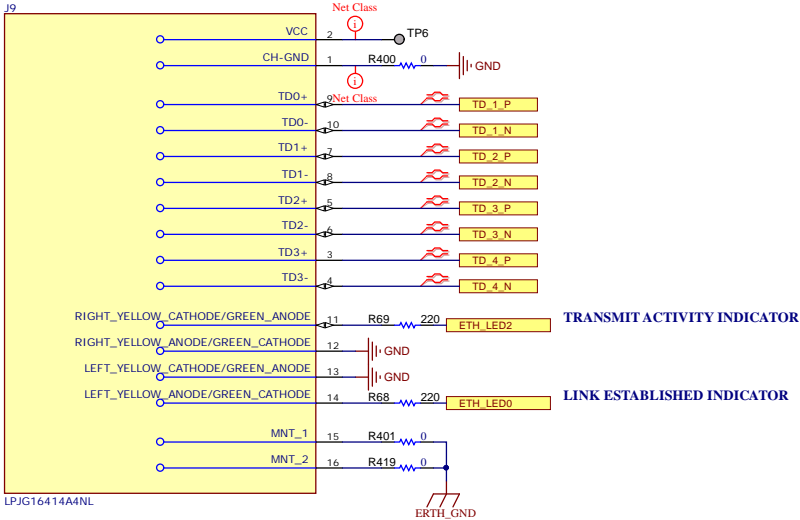 J9
Net Class
VCC 2 TP6
CH-GND 1 R400 0 GND
Net Class
TD0+ 9 TD_1_P
TD0- 10 TD_1_N
TD1+ 7 TD_2_P
TD1- 8 TD_2_N
TD2+ 5 TD_3_P
TD2- 6 TD_3_N
TD3+ 3 TD_4_P
TD3- 4 TD_4_N
RIGHT_YELLOW_CATHODE/GREEN_ANODE 11 R69 220 ETH_LED2 TRANSMIT ACTIVITY INDICATOR
RIGHT_YELLOW_ANODE/GREEN_CATHODE 12 GND
LEFT_YELLOW_CATHODE/GREEN_ANODE 13 GND
LEFT_YELLOW_ANODE/GREEN_CATHODE 14 R68 220 ETH_LED0 LINK ESTABLISHED INDICATOR
MNT_1 15 R401 0
MNT_2 16 R419 0
LPJG16414A4NL
ERTH_GND